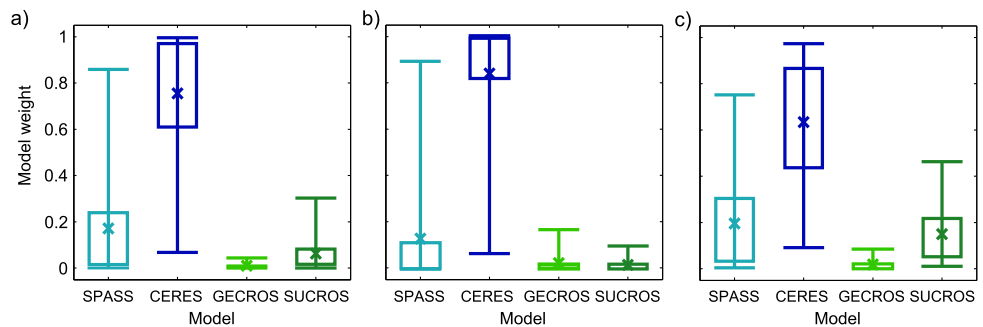 a)
b)
c)
Model weight
1
0.8
0.6
0.4
0.2
0
SPASS CERES GECROS SUCROS
SPASS CERES GECROS SUCROS
SPASS CERES GECROS SUCROS
Model
Model
Model